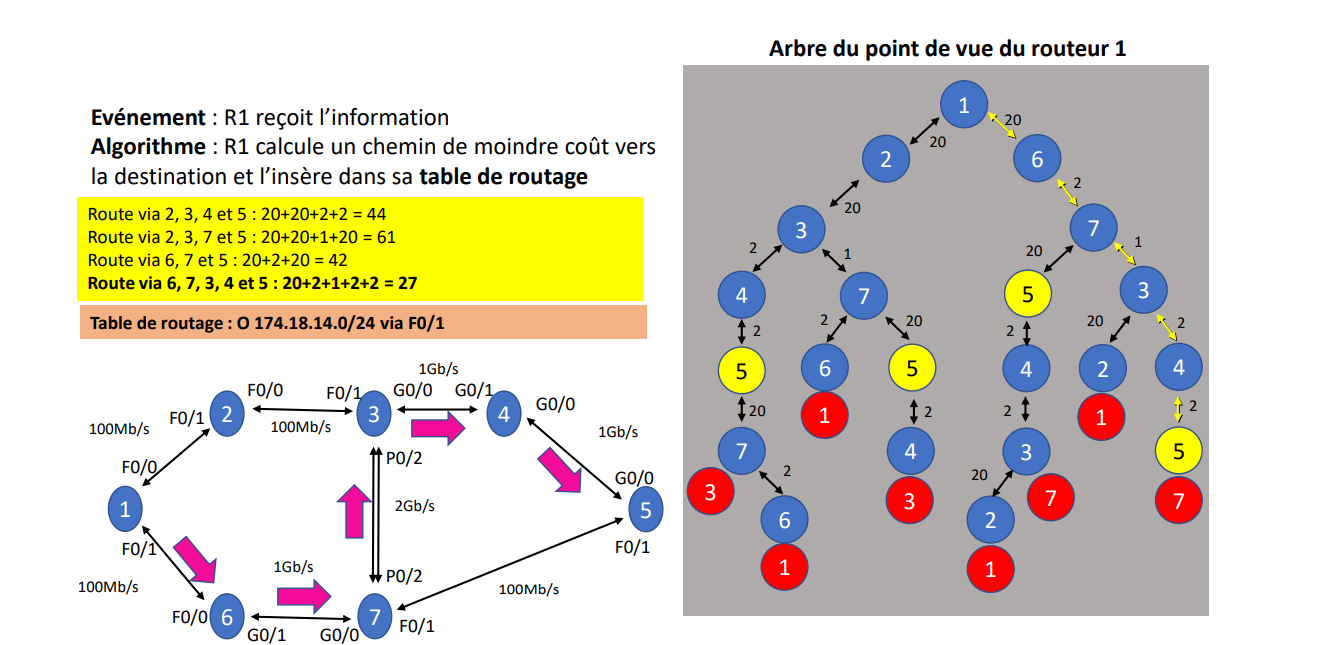 Arbre du point de vue du routeur 1
Evénement : R1 reçoit l’information
Algorithme : R1 calcule un chemin de moindre coût vers
la destination et l’insère dans sa table de routage
Route via 2, 3, 4 et 5 : 20+20+2+2 = 44
Route via 2, 3, 7 et 5 : 20+20+1+20 = 61
Route via 6, 7 et 5 : 20+2+20 = 42
Route via 6, 7, 3, 4 et 5 : 20+2+1+2+2 = 27
Table de routage : O 174.18.14.0/24 via F0/1
1Gb/s
F0/0 F0/1 G0/0 G0/1 G0/0
F0/1 2 3 4
100Mb/s 100Mb/s 1Gb/s
F0/0 P0/2 G0/0
1 2Gb/s 5
F0/1 F0/1
1Gb/s P0/2
100Mb/s 100Mb/s
F0/0 6 7 F0/1
G0/1 G0/0
1
20 20
2 6
20 2
3 7
2 1 20 1
4 7 5 3
2 2 20 2 20 2
5 6 5 4 2 4
1 1
20 2 2 2
7 4 3 5
3 2 3 20 7 7
6 2
1 1